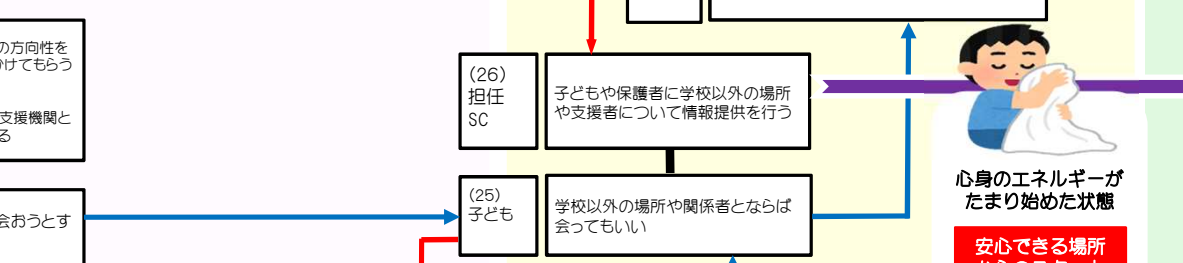 の方向性を
けてもらう
支援機関と
る
会おうとす
(26)
担任
SC
子どもや保護者に学校以外の場所
や支援者について情報提供を行う
(25)
子ども
学校以外の場所や関係者とならば
会ってもいい
心身のエネルギーが
たまり始めた状態
安心できる場所